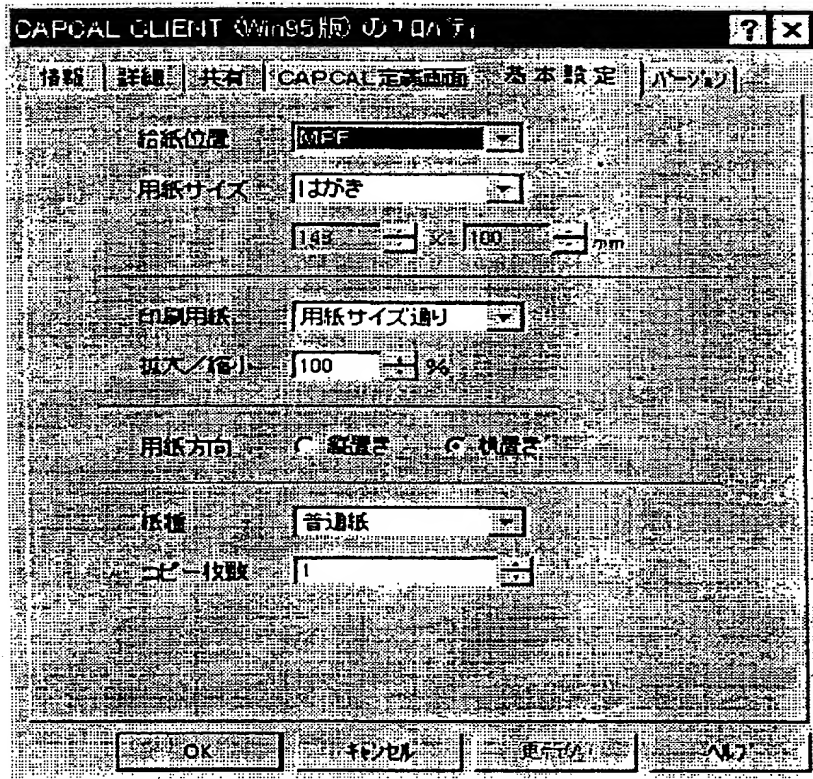 CAPCAL CLIENT (Win95版) のプロパティ ? ×
情報 詳細 共有 CAPCAL定義画面 基本設定 バージョン
給紙位置
用紙サイズ はがき
148 × 100 mm
印刷用紙 用紙サイズ通り
拡大/縮小 100 %
用紙方向 縦置き 横置き
紙種 普通紙
コピー枚数 1
OK キャンセル ヘルプ